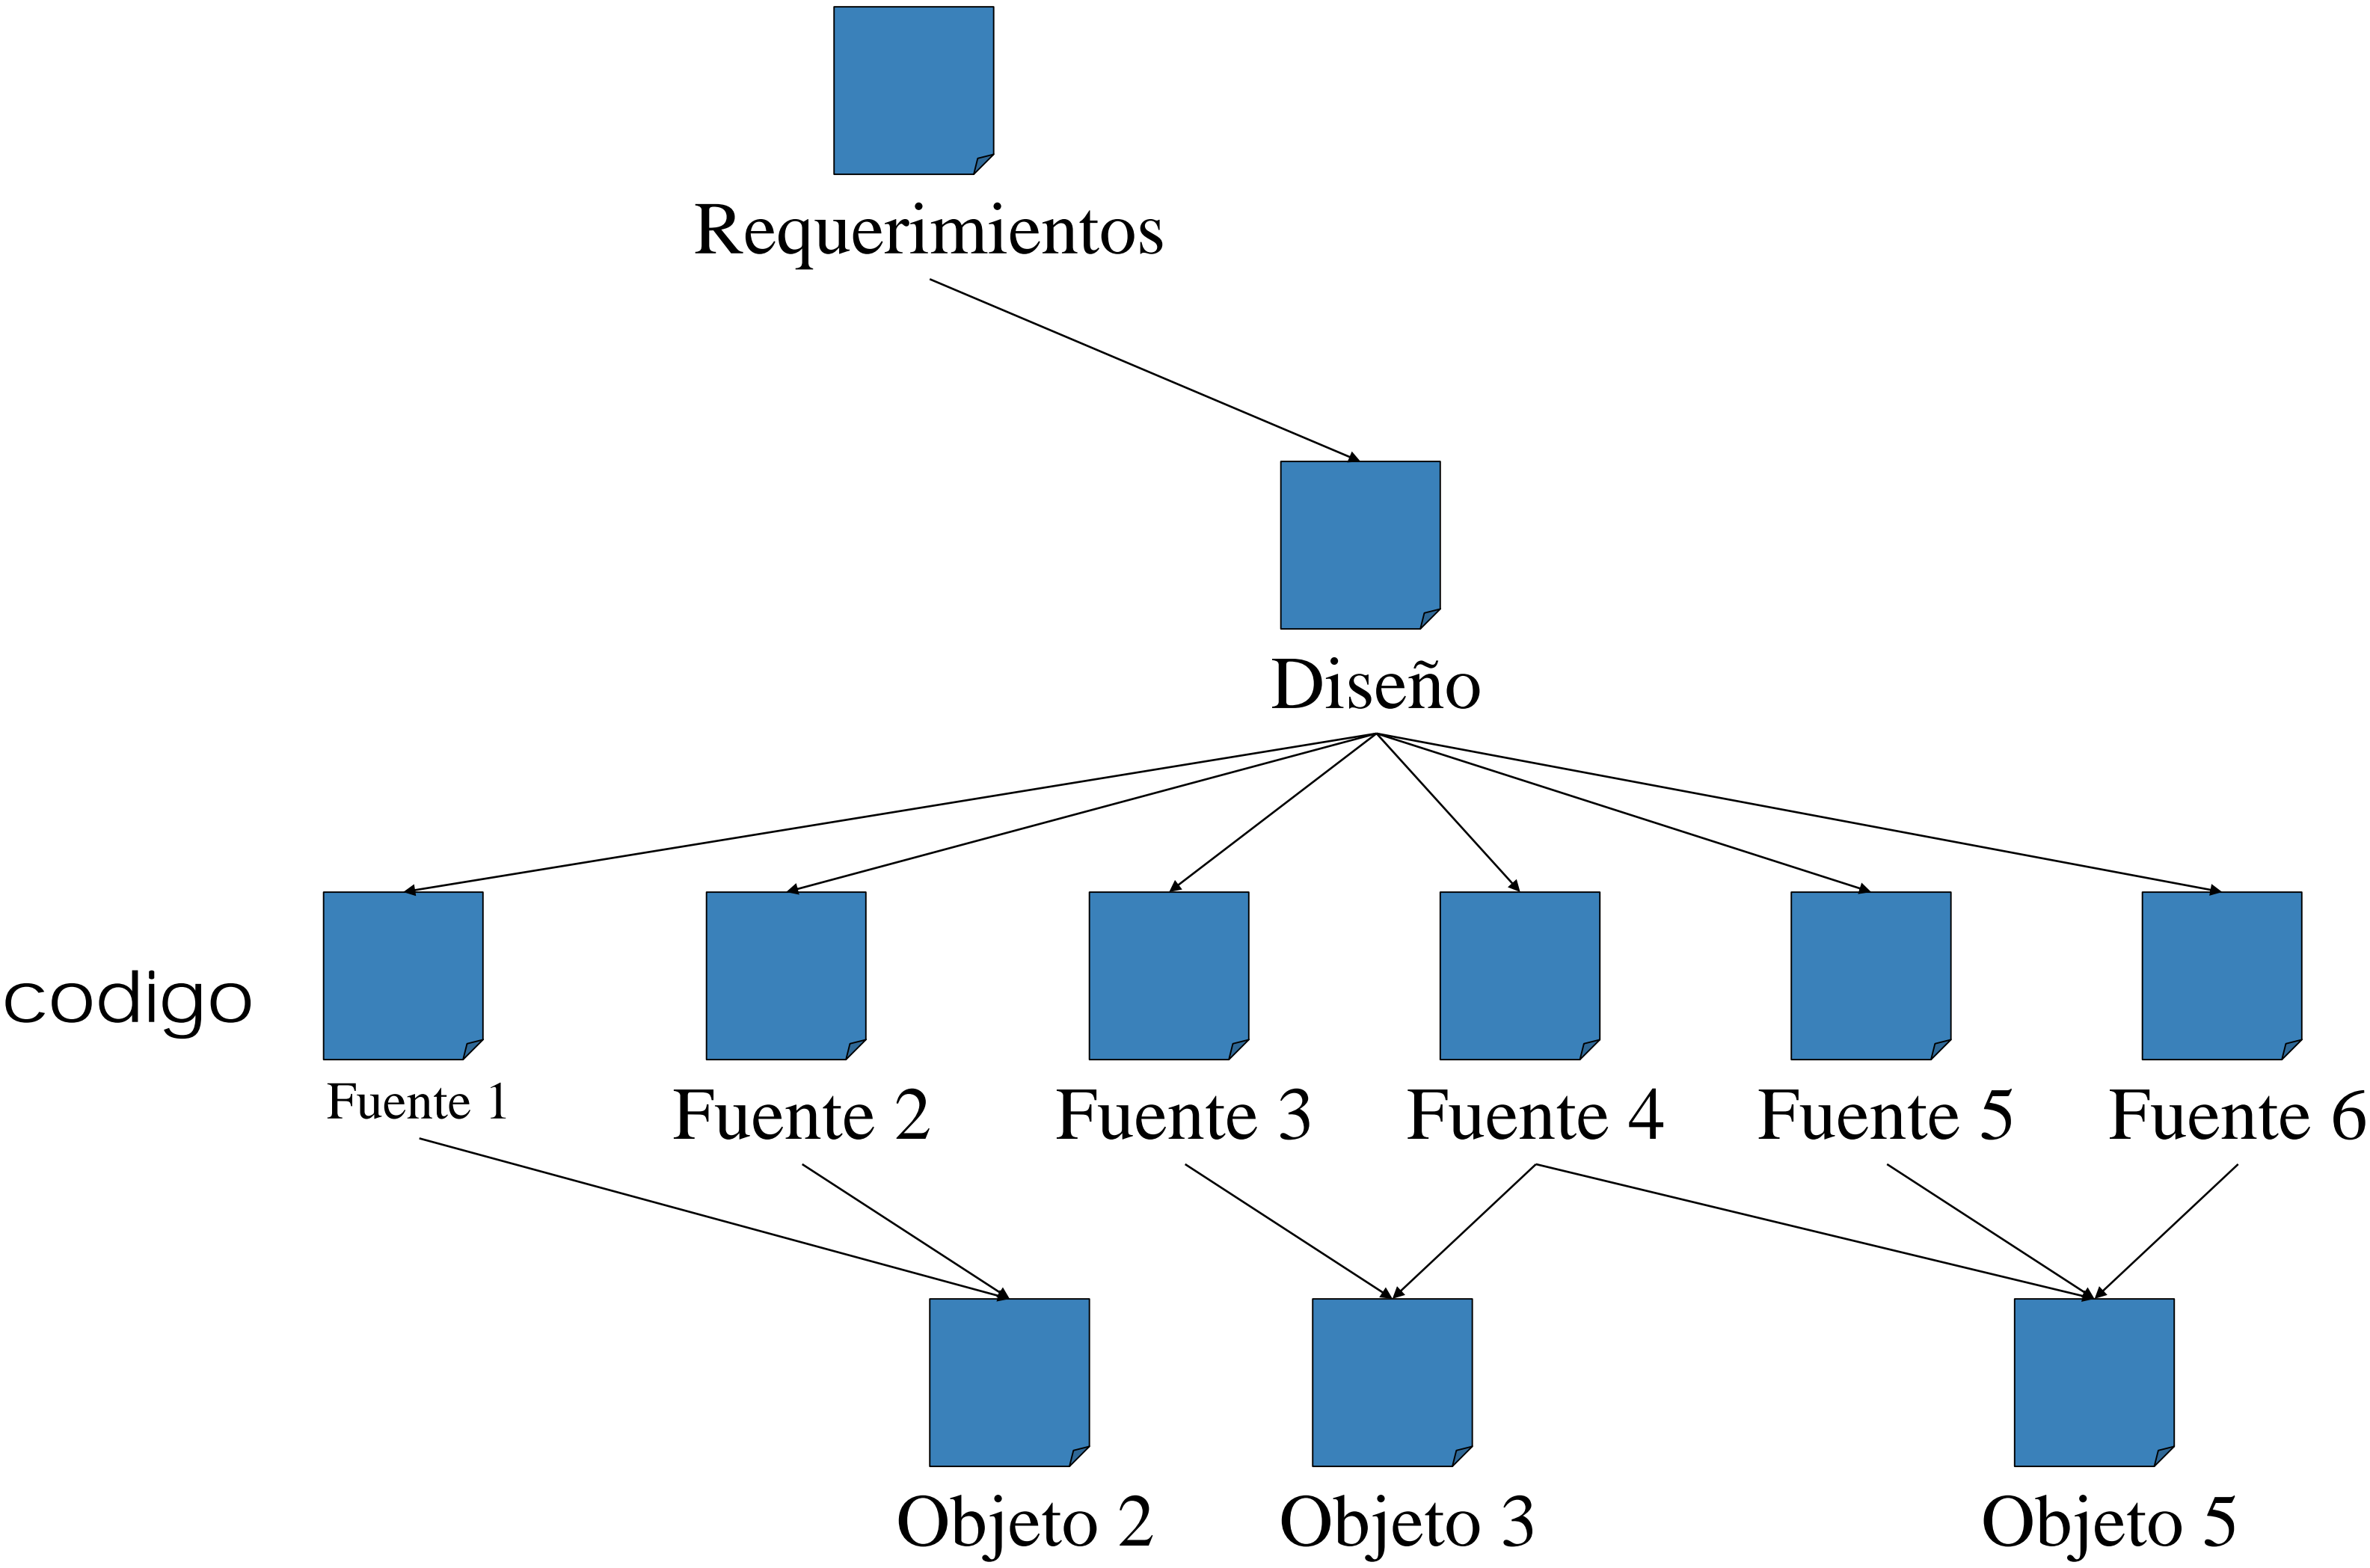 Requerimientos
Diseño
codigo
Fuente 1
Fuente 2
Fuente 3
Fuente 4
Fuente 5
Fuente 6
Objeto 2
Objeto 3
Objeto 5